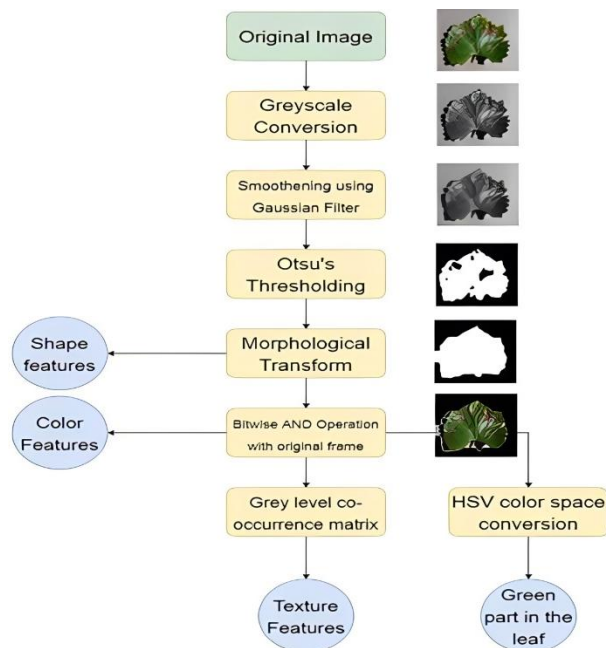 Original Image
Greyscale
Conversion
Smoothening using
Gaussian Filter
Otsu's
Thresholding
Shape
features
Morphological
Transform
Color
Features
Bitwise AND Operation
with original frame
Grey level co-
occurrence matrix
HSV color space
conversion
Texture
Features
Green
part in the
leaf